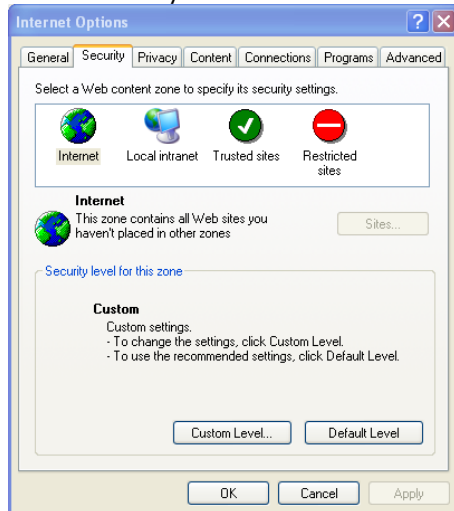 Internet Options
General Security Privacy Content Connections Programs Advanced
Select a Web content zone to specify its security settings.
Internet Local intranet Trusted sites Restricted sites
Internet
This zone contains all Web sites you
haven't placed in other zones
Sites...
Security level for this zone
Custom
Custom settings.
- To change the settings, click Custom Level.
- To use the recommended settings, click Default Level.
Custom Level... Default Level
OK Cancel Apply